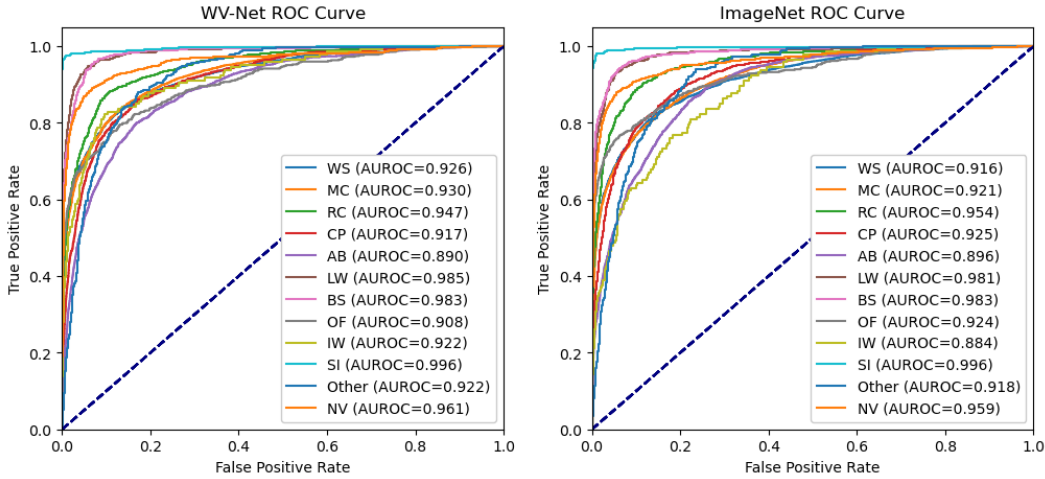 WV-Net ROC Curve
1.0
0.8
0.6
0.4
0.2
0.0
True Positive Rate
WS (AUROC=0.926)
MC (AUROC=0.930)
RC (AUROC=0.947)
CP (AUROC=0.917)
AB (AUROC=0.890)
LW (AUROC=0.985)
BS (AUROC=0.983)
OF (AUROC=0.908)
IW (AUROC=0.922)
SI (AUROC=0.996)
Other (AUROC=0.922)
NV (AUROC=0.961)
0.0 0.2 0.4 0.6 0.8 1.0
False Positive Rate
ImageNet ROC Curve
1.0
0.8
0.6
0.4
0.2
0.0
True Positive Rate
WS (AUROC=0.916)
MC (AUROC=0.921)
RC (AUROC=0.954)
CP (AUROC=0.925)
AB (AUROC=0.896)
LW (AUROC=0.981)
BS (AUROC=0.983)
OF (AUROC=0.924)
IW (AUROC=0.884)
SI (AUROC=0.996)
Other (AUROC=0.918)
NV (AUROC=0.959)
0.0 0.2 0.4 0.6 0.8 1.0
False Positive Rate